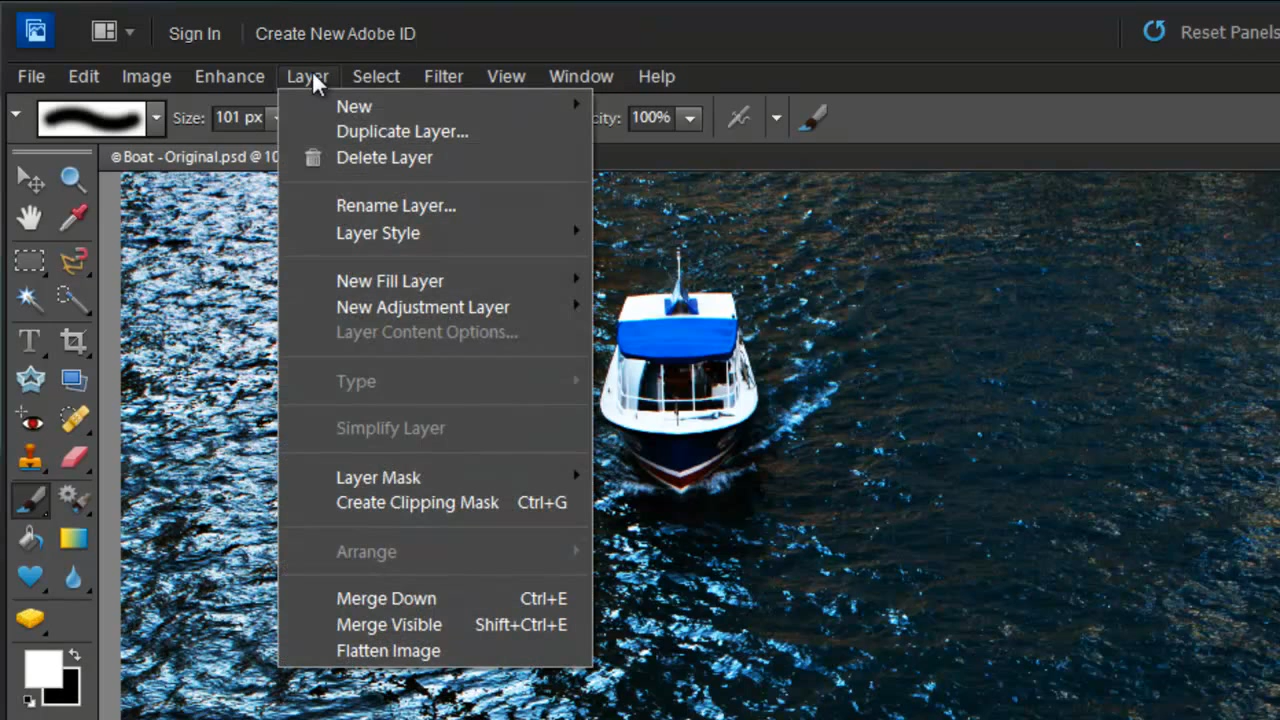 Sign In
Create New Adobe ID
Reset Panels
File Edit Image Enhance Layer Select Filter View Window Help
Size: 101 px
100%
©Boat - Original.psd @10
New
Duplicate Layer...
Delete Layer
Rename Layer...
Layer Style
New Fill Layer
New Adjustment Layer
Layer Content Options...
Type
Simplify Layer
Layer Mask
Create Clipping Mask Ctrl+G
Arrange
Merge Down Ctrl+E
Merge Visible Shift+Ctrl+E
Flatten Image